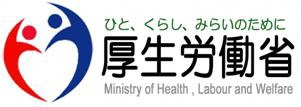 ひと、くらし、みらいのために
厚生労働省
Ministry of Health , Labour and Welfare